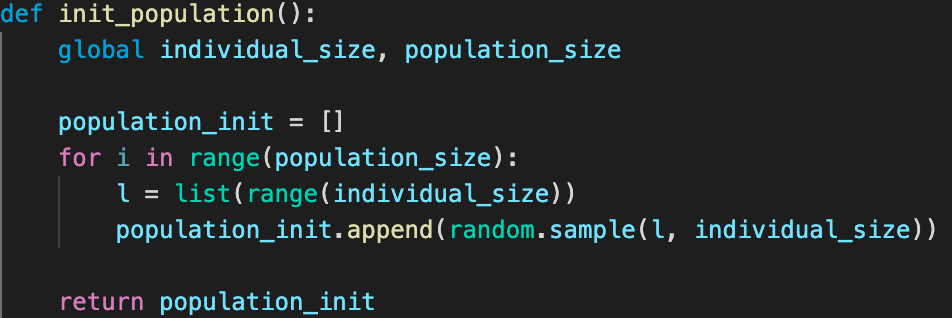 def init_population():
    global individual_size, population_size

    population_init = []
    for i in range(population_size):
        l = list(range(individual_size))
        population_init.append(random.sample(l, individual_size))

    return population_init